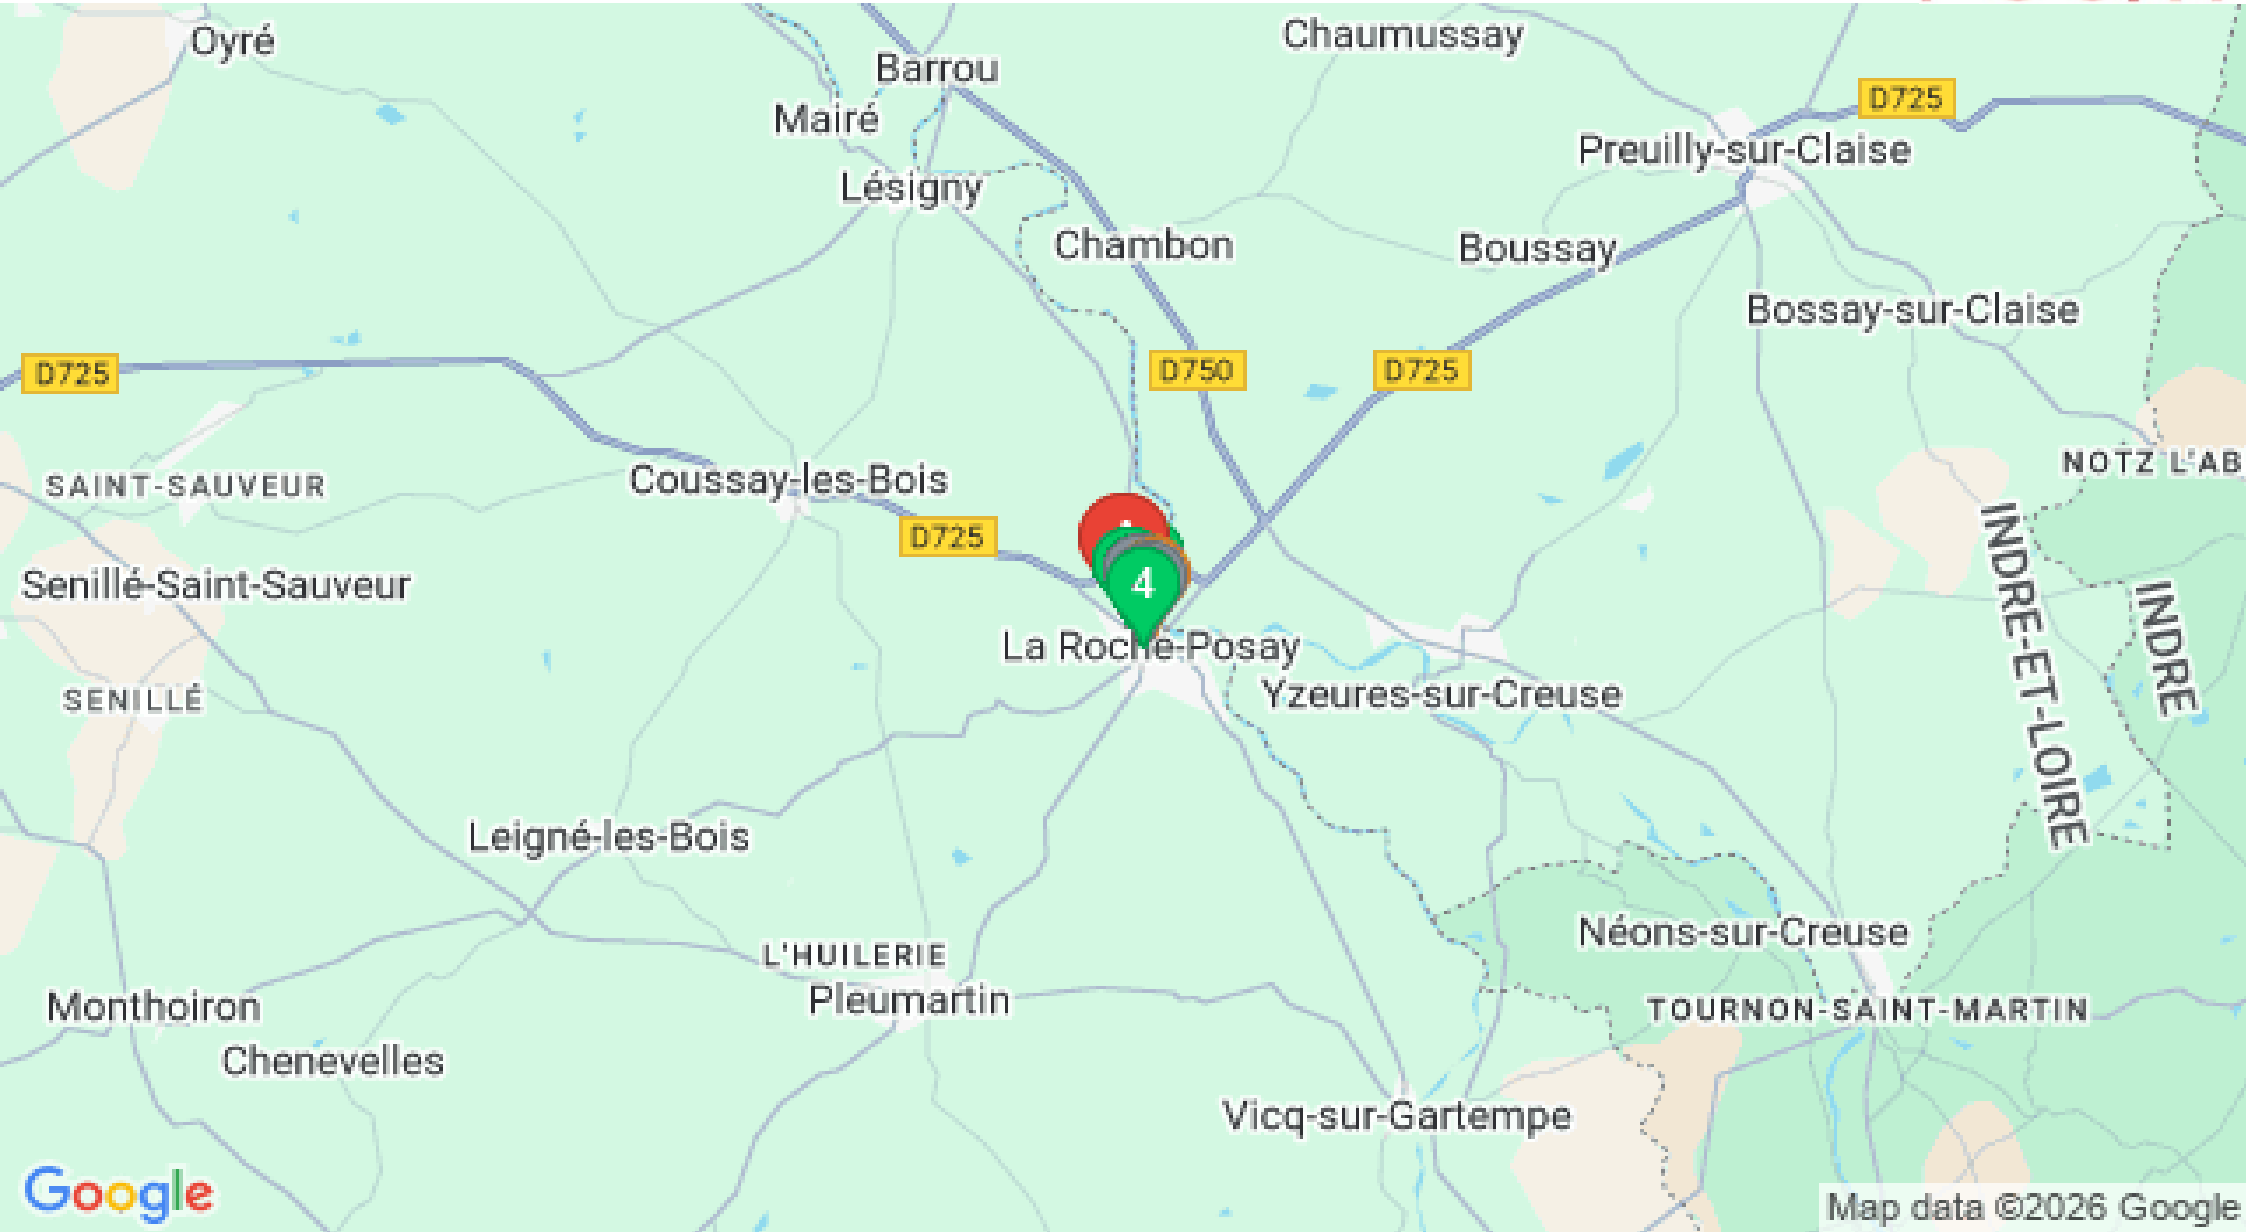 Oyré
Chaumussay
Barrou
D725
Mairé
Preuilly-sur-Claise
Lésigny
Chambon
Boussay
Bossay-sur-Claise
D725
D750
D725
NOTZ L'AB
SAINT-SAUVEUR
Coussay-les-Bois
D725
INDRE-ET-LOIRE
INDRE
Senillé-Saint-Sauveur
4
La Roche-Posay
Yzeures-sur-Creuse
SENILLÉ
Leigné-les-Bois
Néons-sur-Creuse
L'HUILERIE
Pleumartin
Monthoiron
TOURNON-SAINT-MARTIN
Chenevelles
Vicq-sur-Gartempe
Google
Map data ©2026 Google